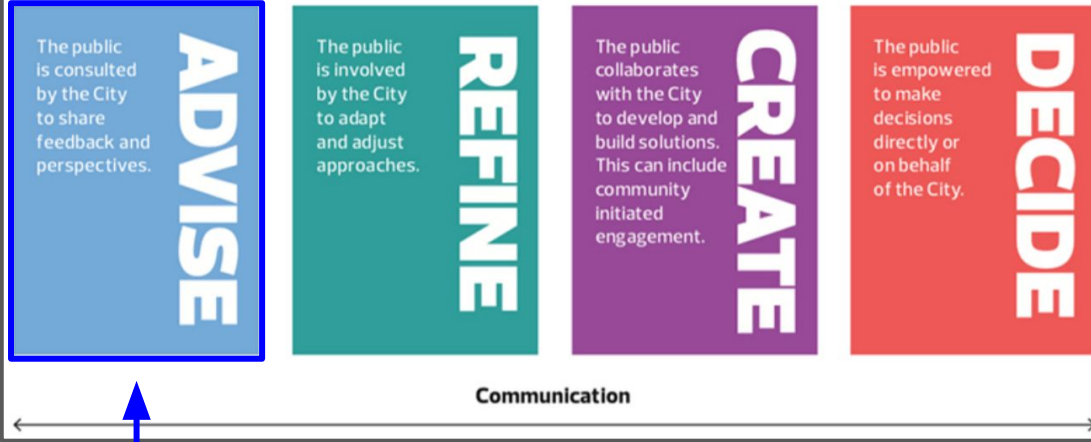 The public
is consulted
by the City
to share
feedback and
perspectives.
ADVISE
The public
is involved
by the City
to adapt
and adjust
approaches.
REFINE
The public
collaborates
with the City
to develop and
build solutions.
This can include
community
initiated
engagement.
CREATE
The public
is empowered
to make
decisions
directly or
on behalf
of the City.
DECIDE
Communication